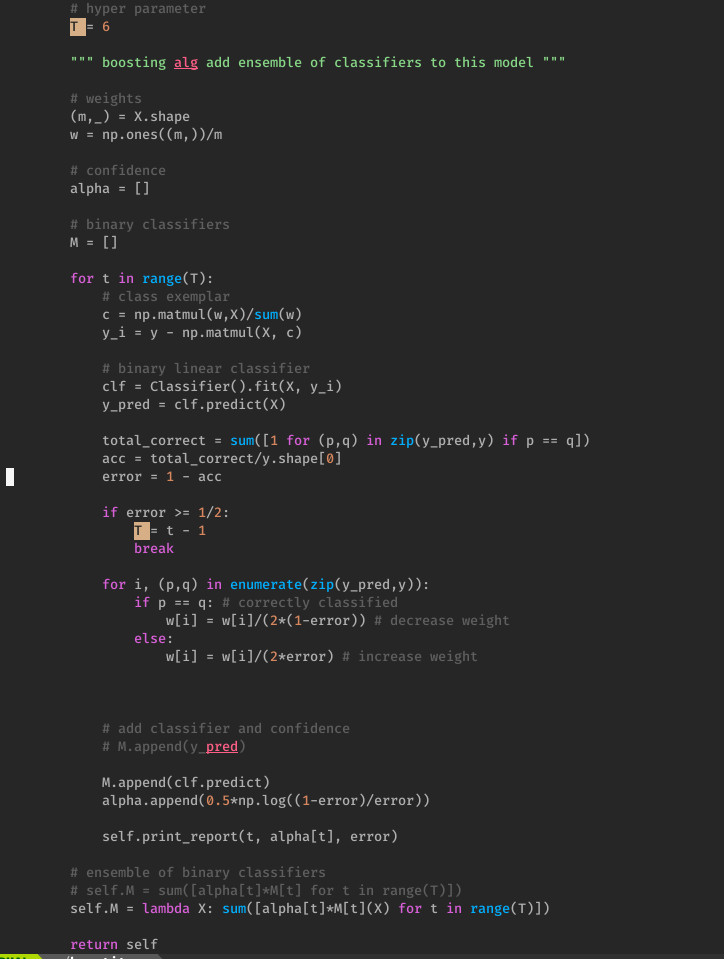 # hyper parameter
T = 6
""" boosting alg add ensemble of classifiers to this model """
# weights
(m,_) = X.shape
w = np.ones((m,))/m
# confidence
alpha = []
# binary classifiers
M = []
for t in range(T):
# class exemplar
c = np.matmul(w,X)/sum(w)
y_i = y - np.matmul(X, c)
# binary linear classifier
clf = Classifier().fit(X, y_i)
y_pred = clf.predict(X)
total_correct = sum([1 for (p,q) in zip(y_pred,y) if p == q])
acc = total_correct/y.shape[0]
error = 1 - acc
if error >= 1/2:
T = t - 1
break
for i, (p,q) in enumerate(zip(y_pred,y)):
if p == q: # correctly classified
w[i] = w[i]/(2*(1-error)) # decrease weight
else:
w[i] = w[i]/(2*error) # increase weight
# add classifier and confidence
# M.append(y_pred)
M.append(clf.predict)
alpha.append(0.5*np.log((1-error)/error))
self.print_report(t, alpha[t], error)
# ensemble of binary classifiers
# self.M = sum([alpha[t]*M[t] for t in range(T)])
self.M = lambda X: sum([alpha[t]*M[t](X) for t in range(T)])
return self